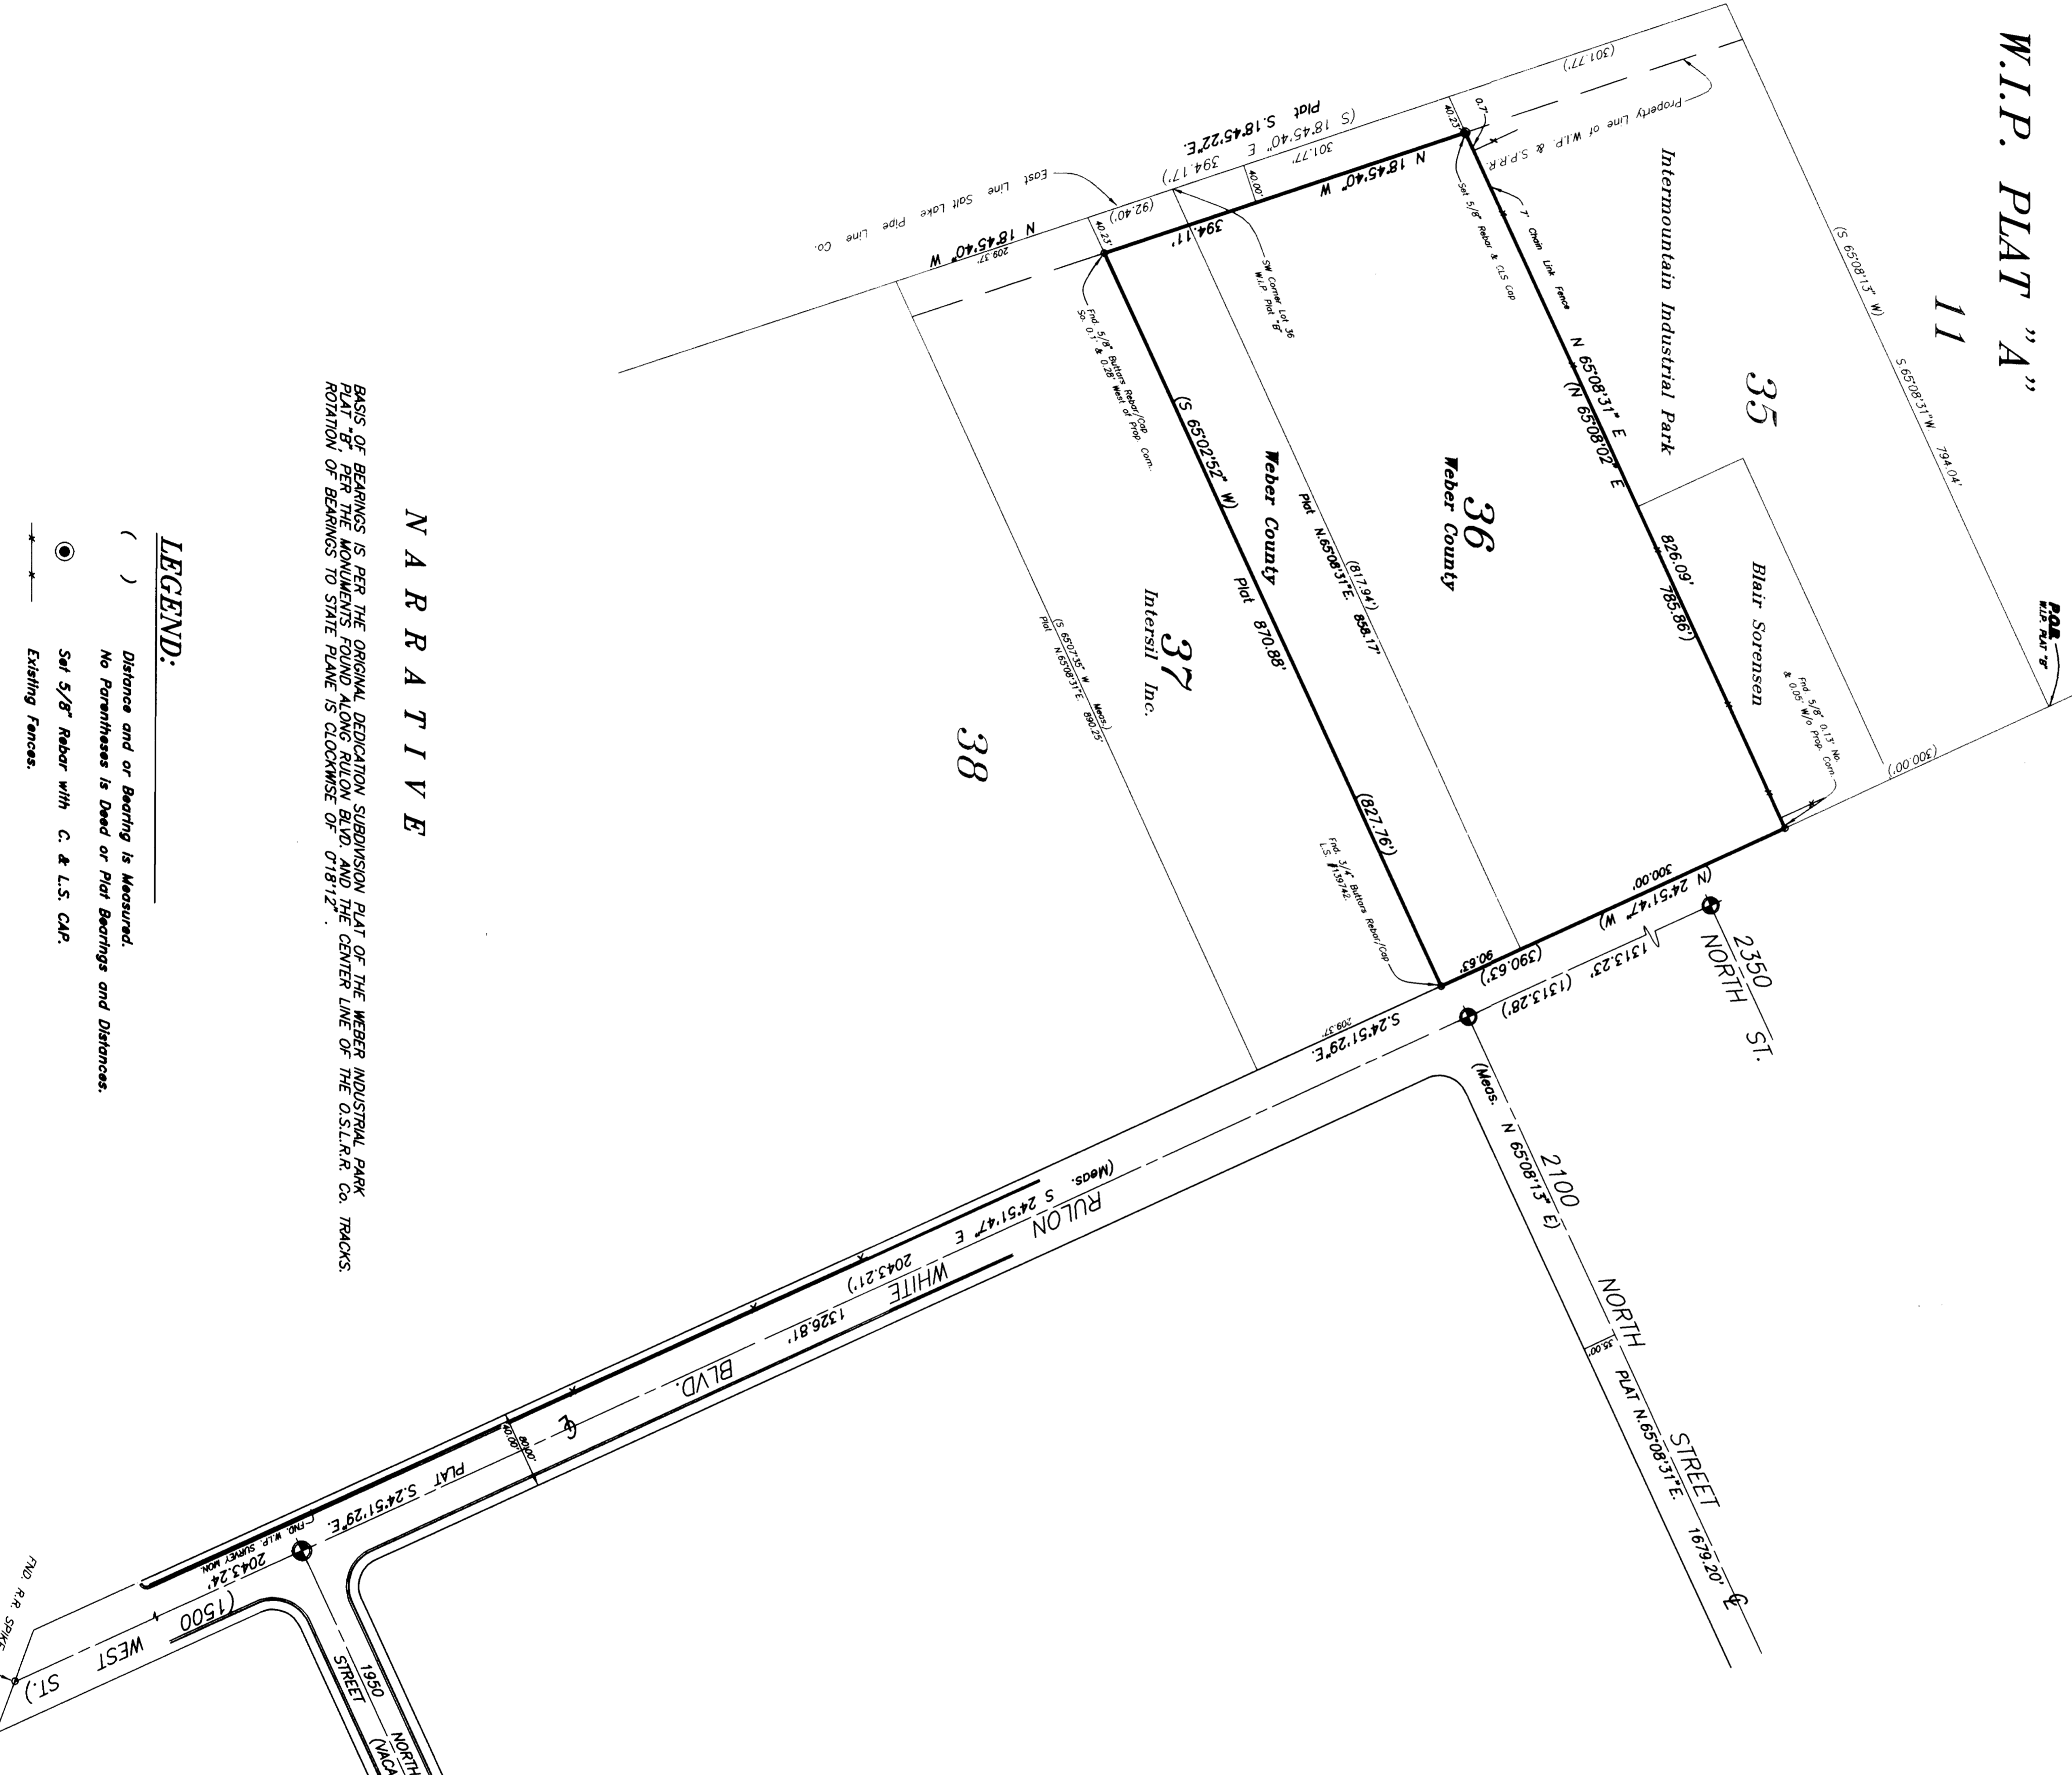 W.I.P. PLAT "A"
11
35
Intermountain Industrial Park
Blair Sorensen
36
Weber County
Weber County
37
Intersil Inc.
38
P.O.B.
W.I.P. PLAT "B"
(S 65°08'13" W)
S.65°08'31"W 794.04'
(301.77')
Property Line of W.I.P. & S.P.R.R.
0.7'
40.23'
Set 5/8" Rebar & CLS Cap
7' Chain Link Fence
N 65°08'31" E
(N 65°08'02" E
826.09'
785.86')
Fnd 5/8" 0.13' No.
& 0.05' W/o Prop. Corn.
(300.00')
Plat S.18°45'22"E.
(S 18°45'40" E 394.17')
301.77'
N 18°45'40" W
40.00'
394.11'
(92.40')
40.23'
East Line Salt Lake Pipe Line Co.
N 18°45'40" W
209.37'
SW Corner Lot 36
W.I.P Plat "B"
Fnd. 5/8" Buttars Rebar/Cap
So. 0.1' & 0.28' West of Prop Corn.
(817.94')
Plat N.65°08'31"E. 858.17'
(S 65°02'52" W)
Plat 870.88'
(827.76')
Fnd. 3/4" Buttars Rebar/Cap
L.S. #139742.
(S 65°07'35" W Meas.)
Plat N.65°08'31"E. 890.25'
300.00'
(N 24°51'47" W)
90.63'
(390.63')
1313.23'
(1313.28')
2350
NORTH ST.
209.37'
S.24°51'29"E.
(Meas. N 65°08'13" E)
2100 NORTH STREET
35.00'
PLAT N.65°08'31"E. 1679.20'
RULON WHITE BLVD.
(Meas. S 24°51'47" E 2043.21')
1326.81'
40.00'
80.00'
PLAT S.24°51'29"E.
2043.24'
FND. W.I.P. SURVEY MON.
(1500 WEST ST.)
1950 NORTH
STREET (VACA
FND. R.R. SPIKE
NARRATIVE
BASIS OF BEARINGS IS PER THE ORIGINAL DEDICATION SUBDIVISION PLAT OF THE WEBER INDUSTRIAL PARK
PLAT "B", PER THE MONUMENTS FOUND ALONG RULON BLVD. AND THE CENTER LINE OF THE O.S.L.R.R. Co. TRACKS.
ROTATION OF BEARINGS TO STATE PLANE IS CLOCKWISE OF 0°18'12".
LEGEND:
( ) Distance and or Bearing is Measured.
No Parentheses is Deed or Plat Bearings and Distances.
Set 5/8" Rebar with C. & L.S. CAP.
Existing Fences.